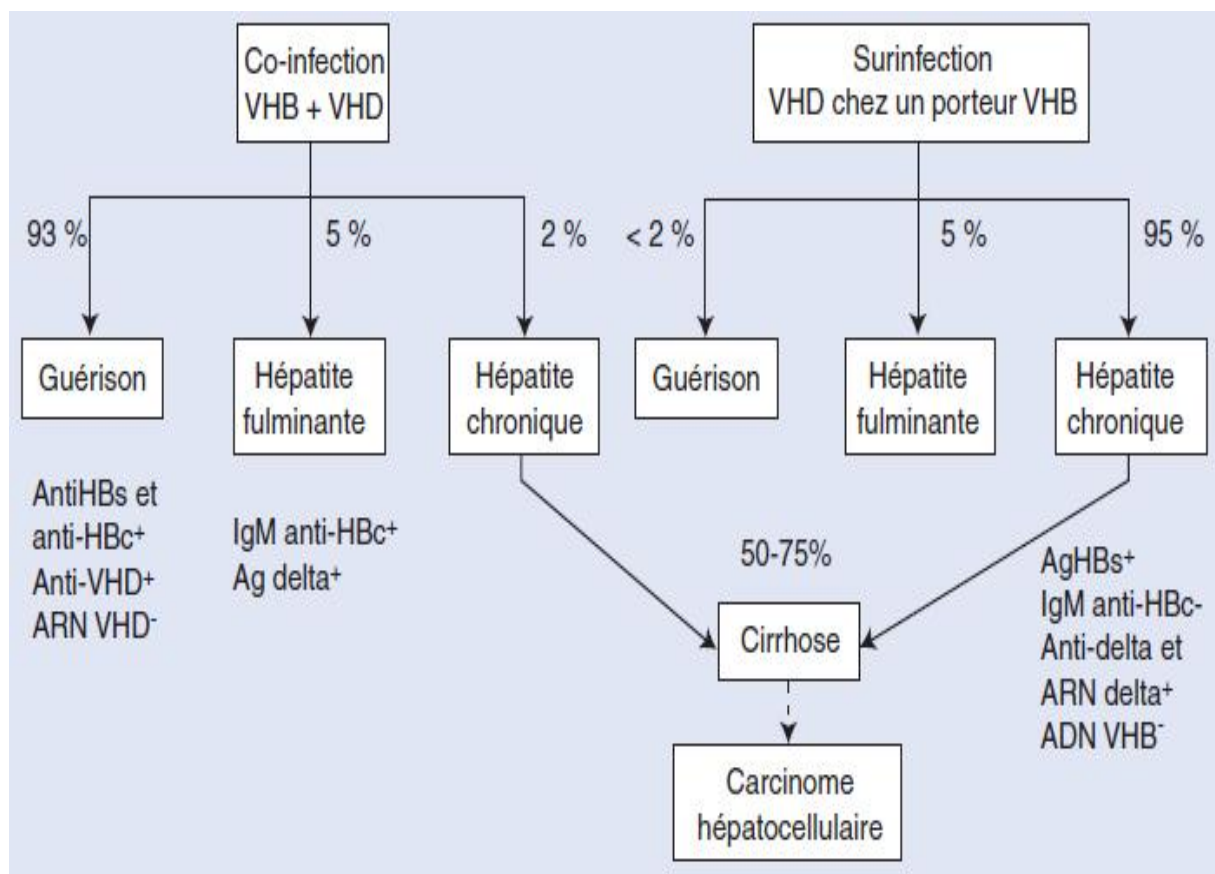 Co-infection
VHB + VHD
93 %
5 %
2 %
Guérison
Hépatite
fulminante
Hépatite
chronique
AntiHBs et
anti-HBc⁺
Anti-VHD⁺
ARN VHD⁻
IgM anti-HBc⁺
Ag delta⁺
Surinfection
VHD chez un porteur VHB
< 2 %
5 %
95 %
Guérison
Hépatite
fulminante
Hépatite
chronique
AgHBs⁺
IgM anti-HBc-
Anti-delta et
ARN delta⁺
ADN VHB⁻
50-75%
Cirrhose
Carcinome
hépatocellulaire